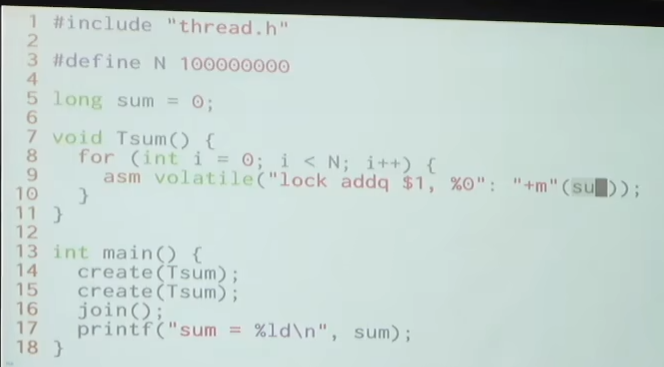 1 #include "thread.h"
2
3 #define N 100000000
4
5 long sum = 0;
6
7 void Tsum() {
8 for (int i = 0; i < N; i++) {
9 asm volatile("lock addq $1, %0": "+m"(su));
10 }
11 }
12
13 int main() {
14 create(Tsum);
15 create(Tsum);
16 join();
17 printf("sum = %ld\n", sum);
18 }